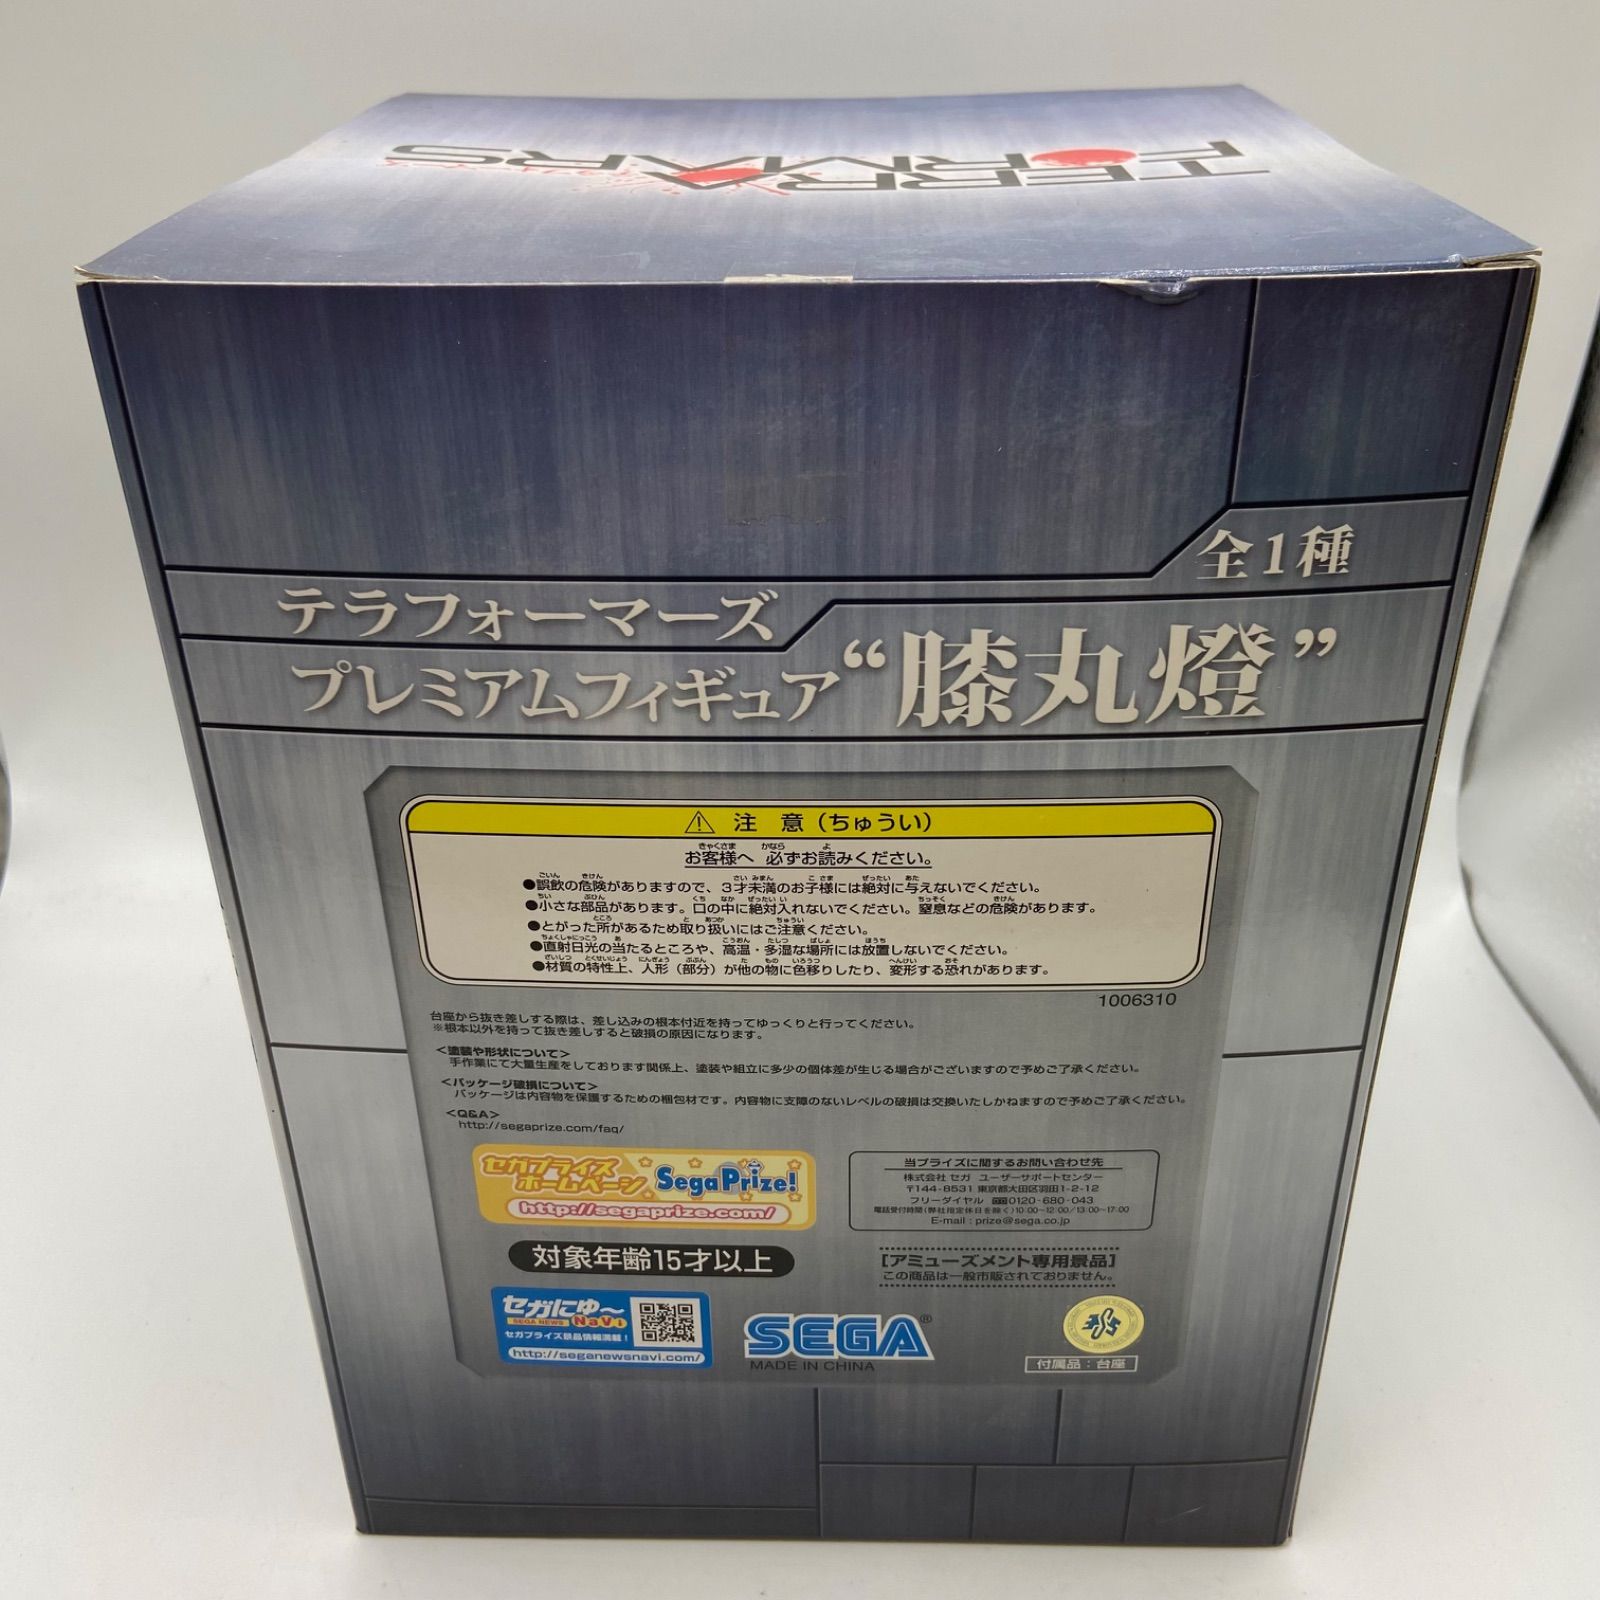 TERRA
FORMARS
全1種
テラフォーマーズ
プレミアムフィギュア“膝丸燈”
注 意（ちゅうい）
お客様へ 必ずお読みください。
●誤飲の危険がありますので、3才未満のお子様には絶対に与えないでください。
●小さな部品があります。口の中に絶対入れないでください。窒息などの危険があります。
●とがった所があるため取り扱いにはご注意ください。
●直射日光の当たるところや、高温・多湿な場所には放置しないでください。
●材質の特性上、人形（部分）が他の物に色移りしたり、変形する恐れがあります。
1006310
台座から抜き差しする際は、差し込みの根本付近を持ってゆっくりと行ってください。
※根本以外を持って抜き差しすると破損の原因になります。
＜塗装や形状について＞
手作業にて大量生産をしております関係上、塗装や組立に多少の個体差が生じる場合がございますので予めご了承ください。
＜パッケージ破損について＞
パッケージは内容物を保護するための梱包材です。内容物に支障のないレベルの破損は交換いたしかねますので予めご了承ください。
＜Q&A＞
http://segaprize.com/faq/
セガプライズ
ホームページ
SegaPrize!
http://segaprize.com/
当プライズに関するお問い合わせ先
株式会社 セガ ユーザーサポートセンター
〒144-8531 東京都大田区羽田1-2-12
フリーダイヤル 0120-680-043
電話受付時間(弊社指定休日を除く)10:00~12:00/13:00~17:00
E-mail : prize@sega.co.jp
対象年齢15才以上
[アミューズメント専用景品]
この商品は一般市販されておりません。
セガにゅ～
SEGA NEWS NaVi
セガプライズ景品情報満載！
http://seganewsnavi.com/
SEGA®
MADE IN CHINA
付属品：台座